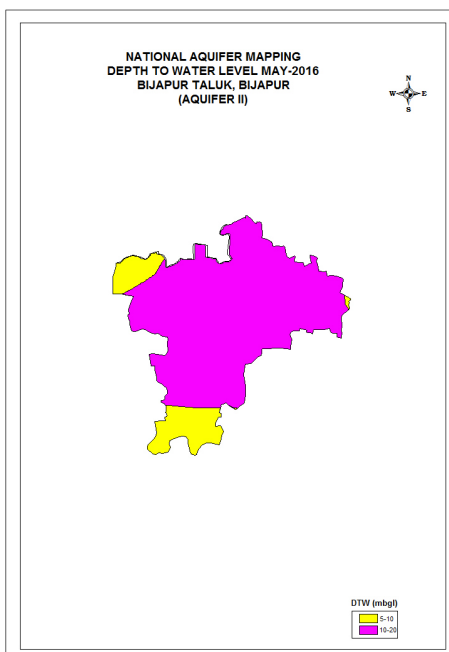 NATIONAL AQUIFER MAPPING
DEPTH TO WATER LEVEL MAY-2016
BIJAPUR TALUK, BIJAPUR
(AQUIFER II)
N
W E
S
DTW (mbgl)
5-10
10-20